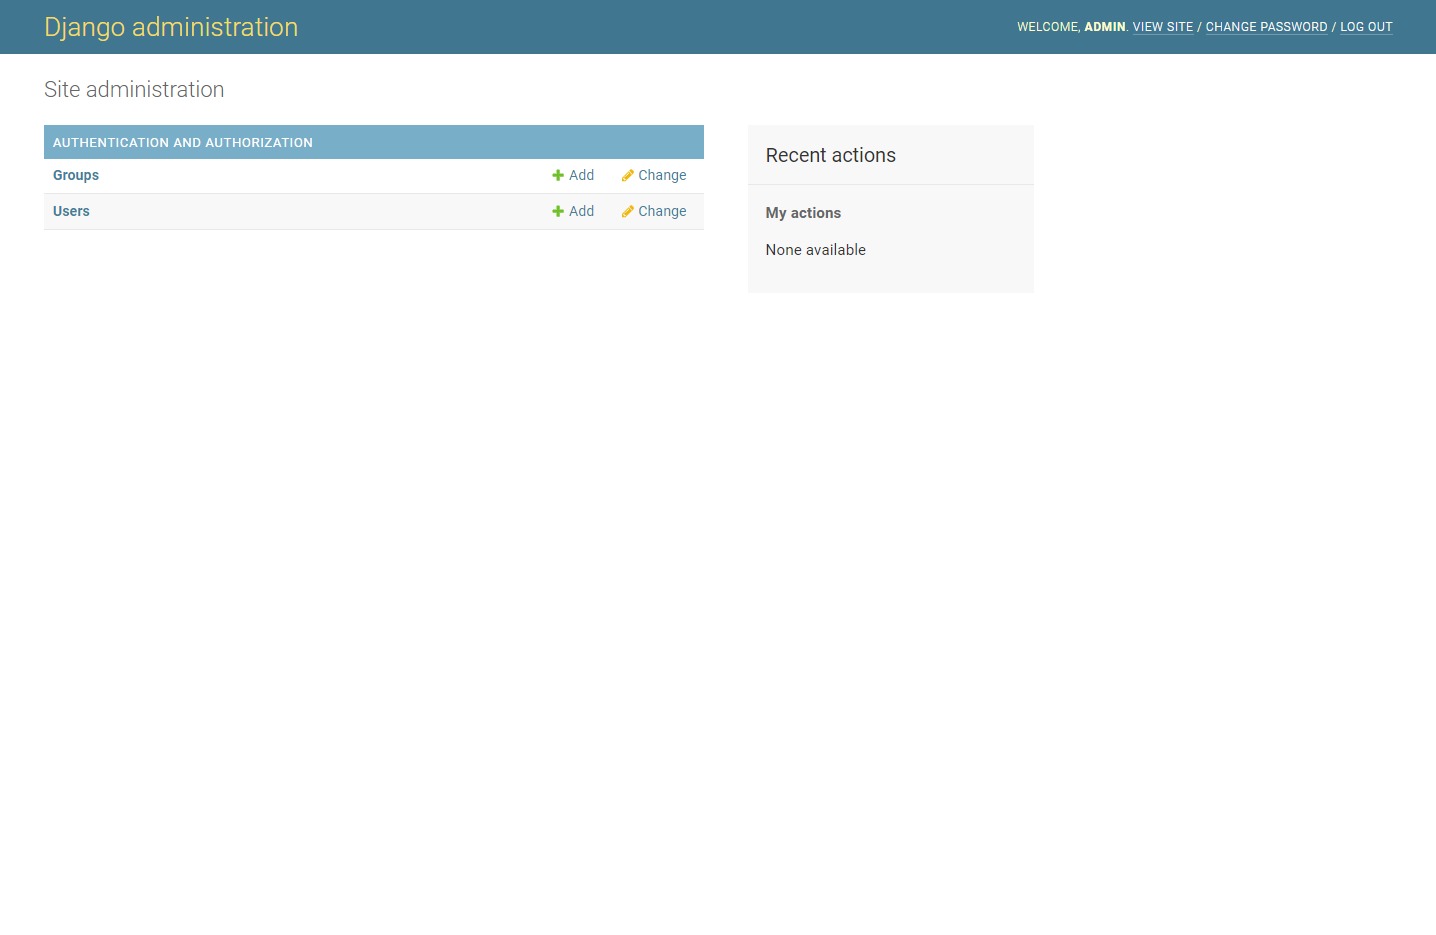 Django administration
WELCOME, ADMIN. VIEW SITE / CHANGE PASSWORD / LOG OUT
Site administration
AUTHENTICATION AND AUTHORIZATION
Groups Add Change
Users Add Change
Recent actions
My actions
None available